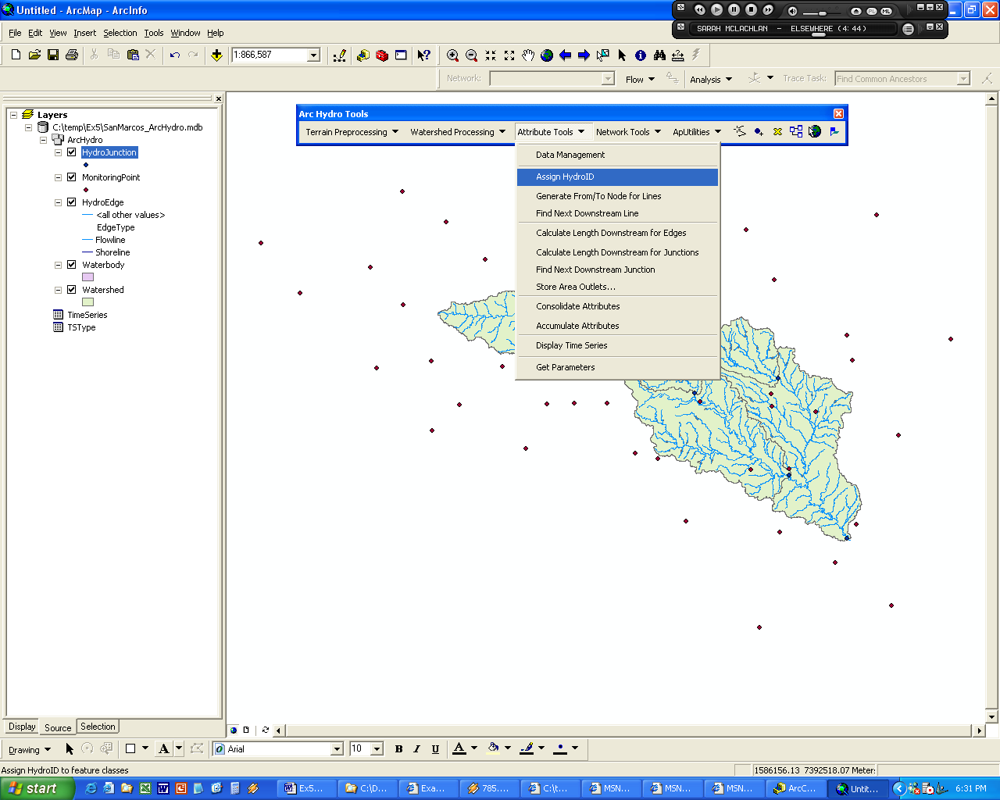 Untitled - ArcMap - ArcInfo
SARAH MCLACHLAN - ELSEWHERE (4:44)
PL ML
File Edit View Insert Selection Tools Window Help
1:866,587
Network: Flow Analysis Trace Task: Find Common Ancestors
Layers
C:\temp\Ex5\SanMarcos_ArcHydro.mdb
ArcHydro
HydroJunction
MonitoringPoint
HydroEdge
<all other values>
EdgeType
Flowline
Shoreline
Waterbody
Watershed
TimeSeries
TSType
Arc Hydro Tools
Terrain Preprocessing Watershed Processing Attribute Tools Network Tools ApUtilities
Data Management
Assign HydroID
Generate From/To Node for Lines
Find Next Downstream Line
Calculate Length Downstream for Edges
Calculate Length Downstream for Junctions
Find Next Downstream Junction
Store Area Outlets...
Consolidate Attributes
Accumulate Attributes
Display Time Series
Get Parameters
Display Source Selection
Drawing A Arial 10 B I U A
Assign HydroID to feature classes
1586156.13 7392518.07 Meter:
start Ex5... C:\D... Exa... 785.... C:\t... MSN... MSN... MSN... ArcC... Untit... 6:31 PM